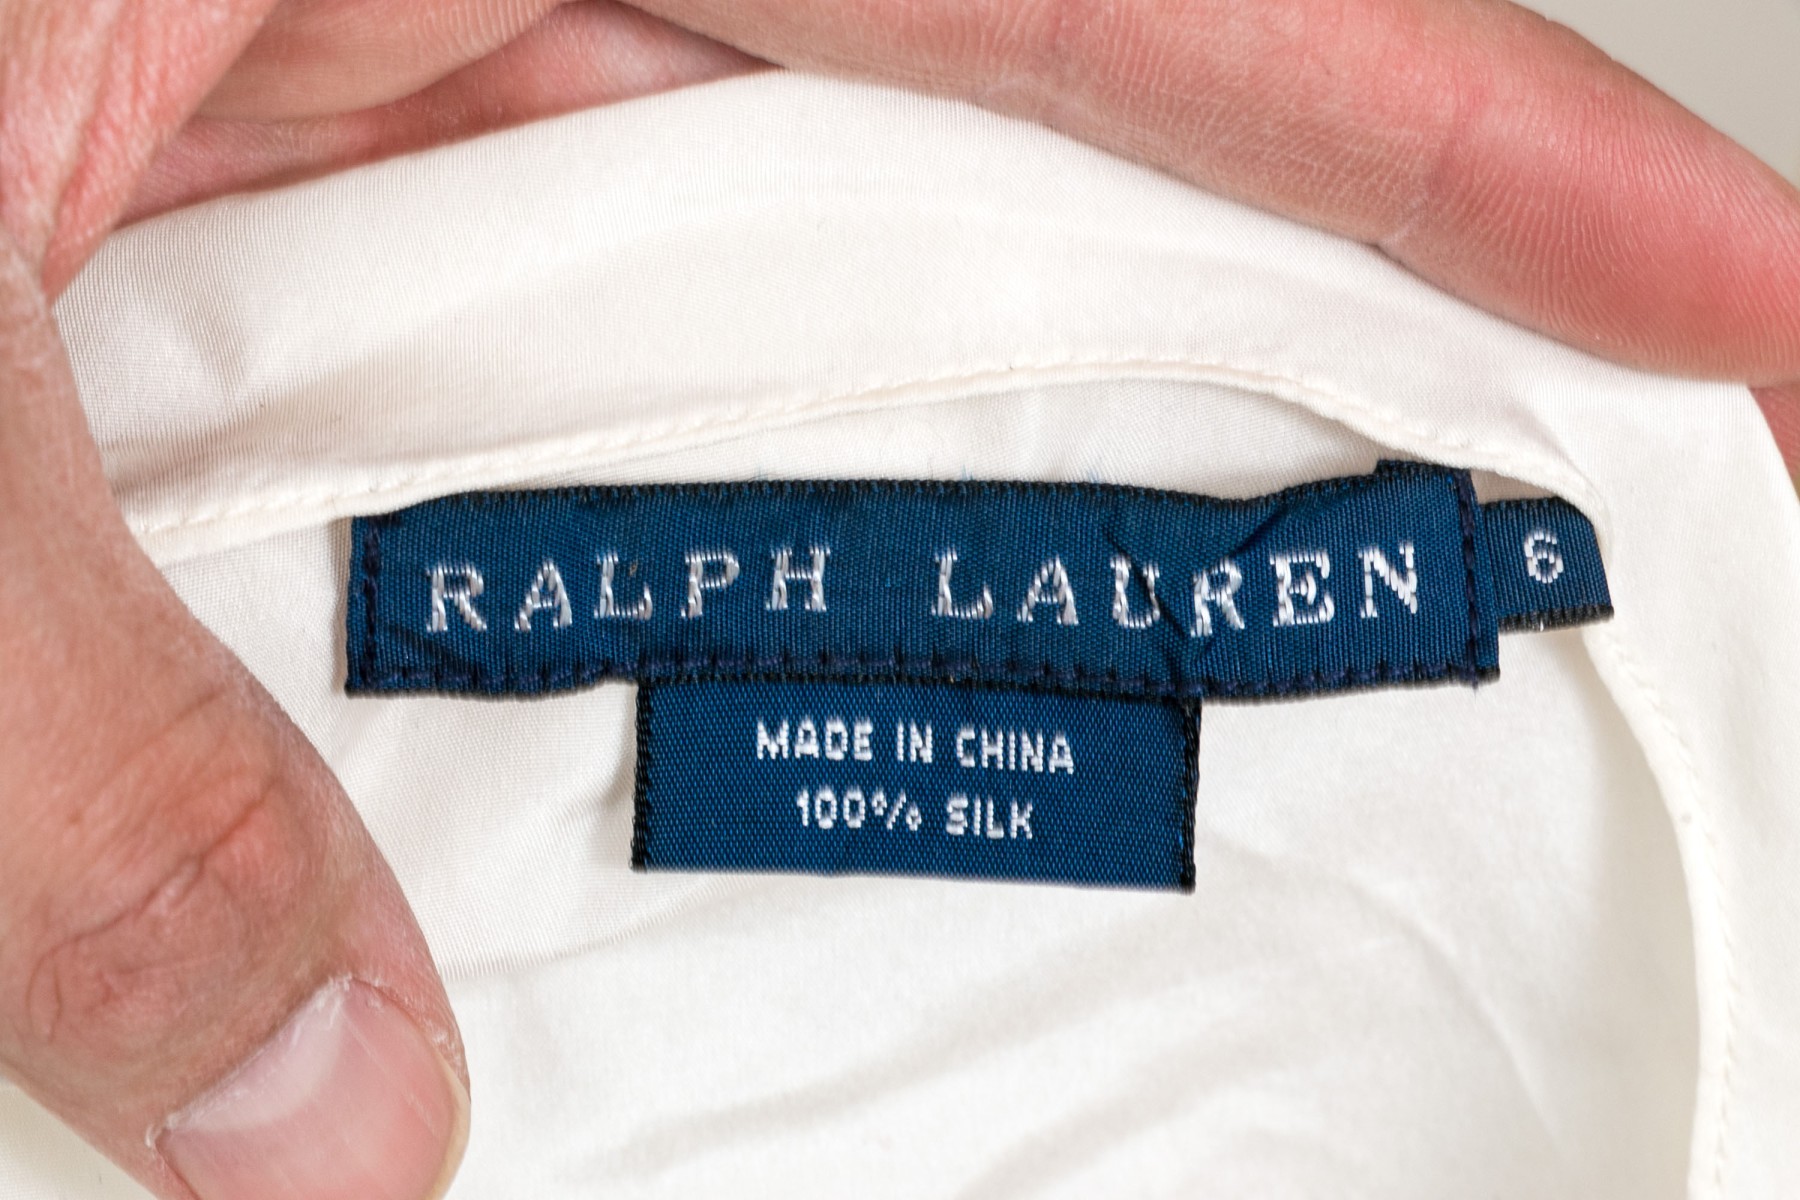 RALPH LAUREN
6
MADE IN CHINA
100% SILK